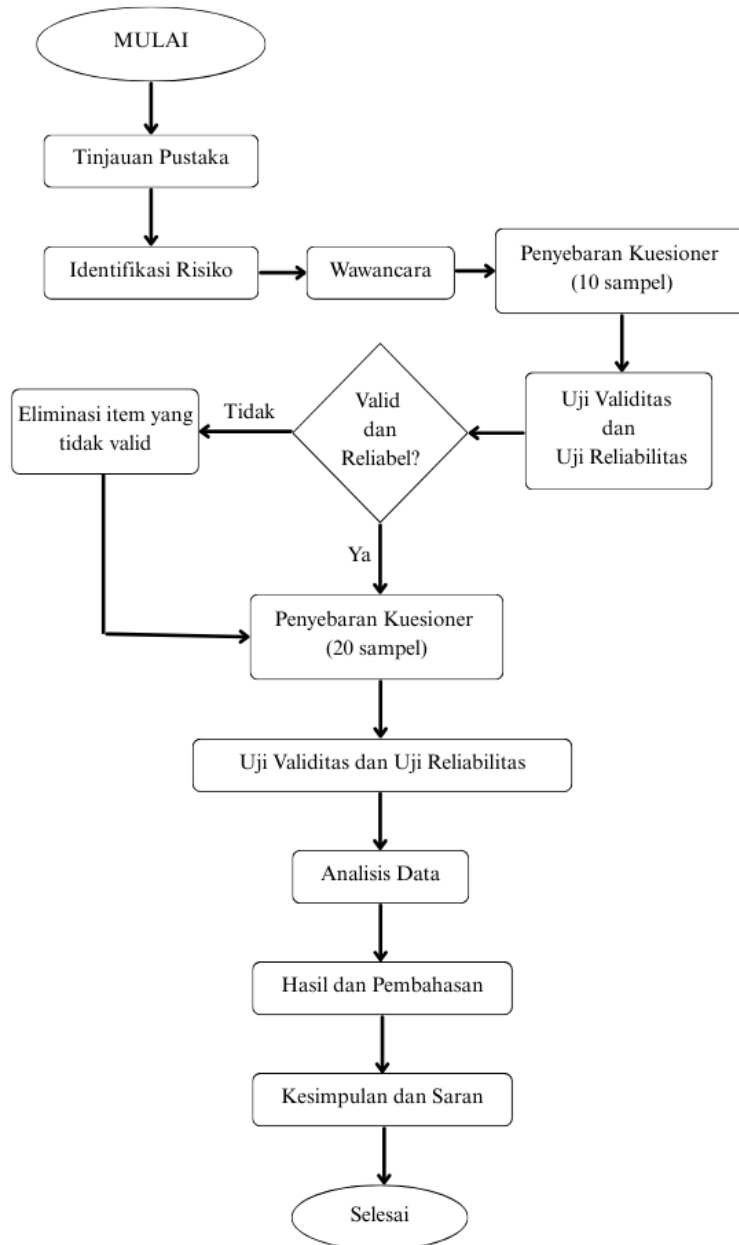 MULAI
Tinjauan Pustaka
Identifikasi Risiko
Wawancara
Penyebaran Kuesioner
(10 sampel)
Uji Validitas
dan
Uji Reliabilitas
Valid
dan
Reliabel?
Tidak
Eliminasi item yang
tidak valid
Ya
Penyebaran Kuesioner
(20 sampel)
Uji Validitas dan Uji Reliabilitas
Analisis Data
Hasil dan Pembahasan
Kesimpulan dan Saran
Selesai